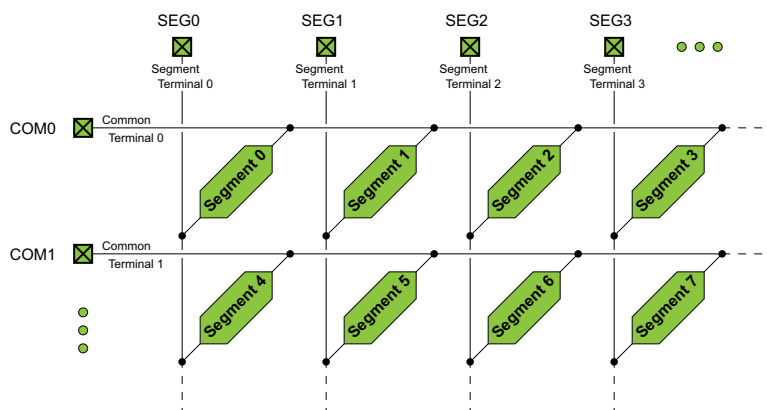 SEG0 SEG1 SEG2 SEG3
Segment Segment Segment Segment
Terminal 0 Terminal 1 Terminal 2 Terminal 3
COM0 Common
Terminal 0
Segment 0 Segment 1 Segment 2 Segment 3
COM1 Common
Terminal 1
Segment 4 Segment 5 Segment 6 Segment 7